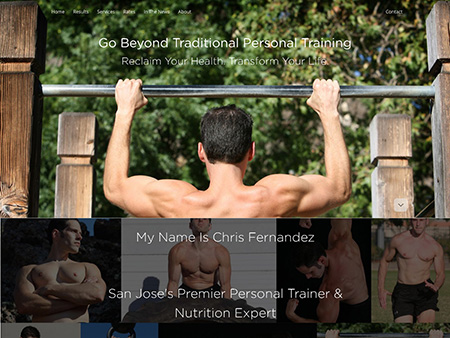 Home Results Services Rates In The News About Contact
Go Beyond Traditional Personal Training
Reclaim Your Health. Transform Your Life.
My Name Is Chris Fernandez
San Jose's Premier Personal Trainer &
Nutrition Expert